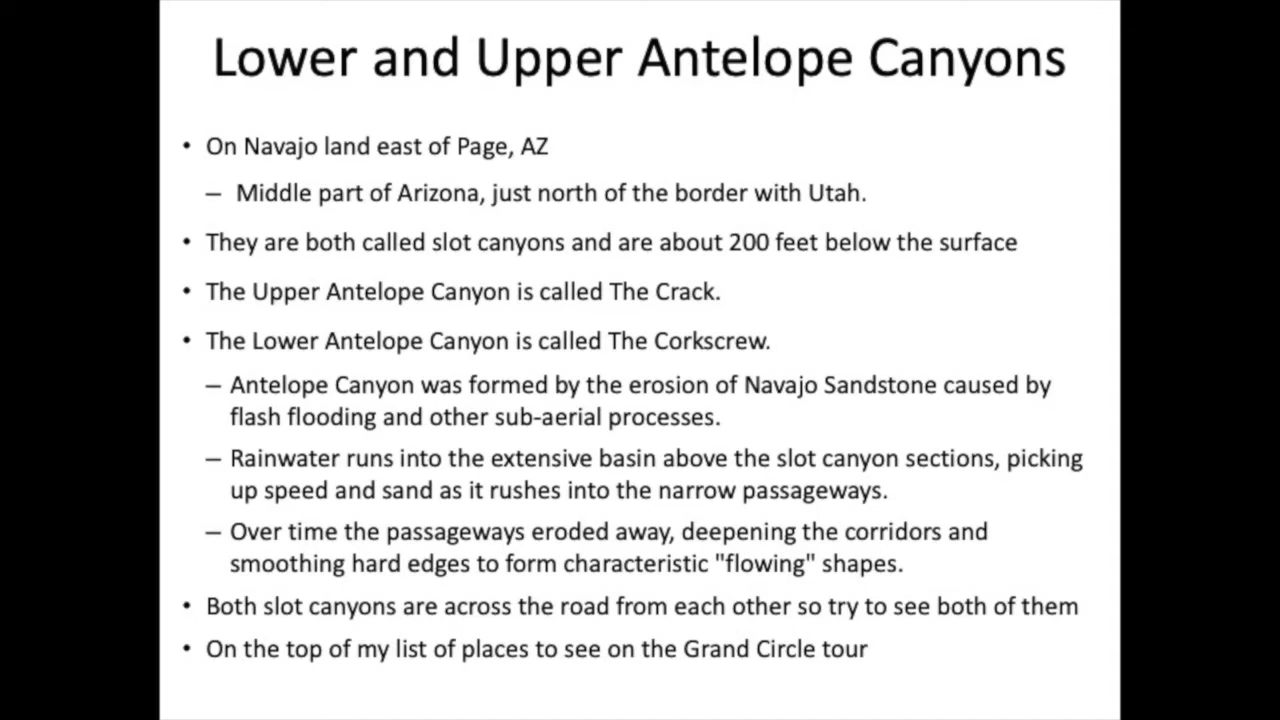 Lower and Upper Antelope Canyons
• On Navajo land east of Page, AZ
– Middle part of Arizona, just north of the border with Utah.
• They are both called slot canyons and are about 200 feet below the surface
• The Upper Antelope Canyon is called The Crack.
• The Lower Antelope Canyon is called The Corkscrew.
– Antelope Canyon was formed by the erosion of Navajo Sandstone caused by
flash flooding and other sub-aerial processes.
– Rainwater runs into the extensive basin above the slot canyon sections, picking
up speed and sand as it rushes into the narrow passageways.
– Over time the passageways eroded away, deepening the corridors and
smoothing hard edges to form characteristic "flowing" shapes.
• Both slot canyons are across the road from each other so try to see both of them
• On the top of my list of places to see on the Grand Circle tour